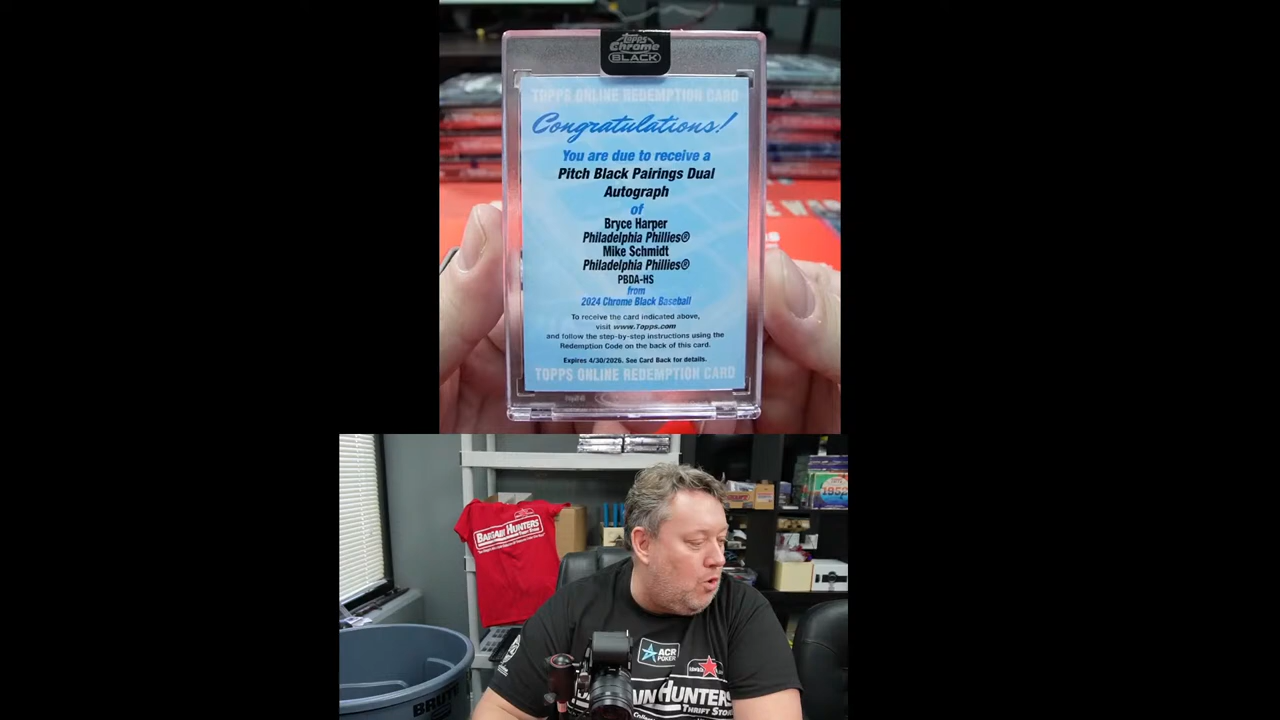 Topps
Chrome
BLACK
TOPPS ONLINE REDEMPTION CARD
Congratulations!
You are due to receive a
Pitch Black Pairings Dual
Autograph
of
Bryce Harper
Philadelphia Phillies®
Mike Schmidt
Philadelphia Phillies®
PBDA-HS
from
2024 Chrome Black Baseball
To receive the card indicated above,
visit www.Topps.com
and follow the step-by-step instructions using the
Redemption Code on the back of this card.
Expires 4/30/2026. See Card Back for details.
TOPPS ONLINE REDEMPTION CARD
BARGAIN HUNTERS
THRIFT STORE
1952
ACR
POKER
AIN HUNTERS
THRIFT STOR
BRUTE